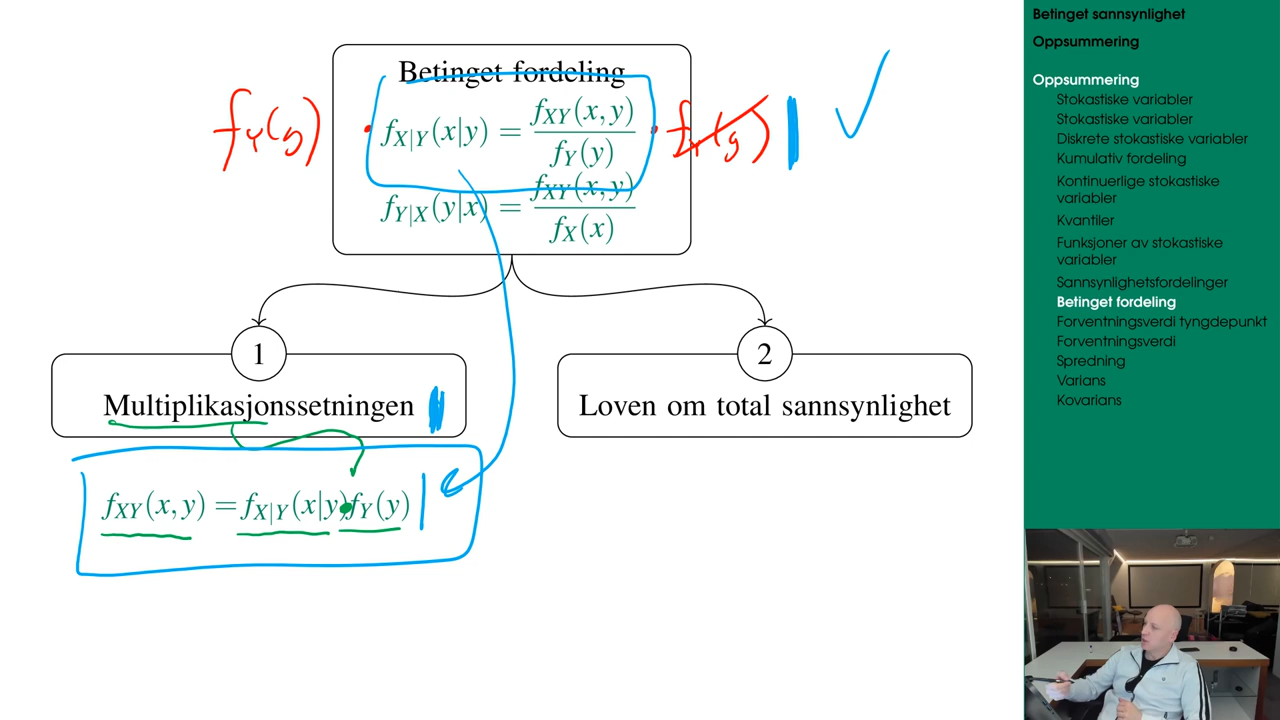 Betinget fordeling
f_Y(y) · f_{X|Y}(x|y) = f_{XY}(x, y) / f_Y(y) · f_Y(y)
f_{Y|X}(y|x) = f_{XY}(x, y) / f_X(x)
1
Multiplikasjonssetningen
f_{XY}(x, y) = f_{X|Y}(x|y) · f_Y(y)
2
Loven om total sannsynlighet
Betinget sannsynlighet
Oppsummering
Oppsummering
Stokastiske variabler
Stokastiske variabler
Diskrete stokastiske variabler
Kumulativ fordeling
Kontinuerlige stokastiske
variabler
Kvantiler
Funksjoner av stokastiske
variabler
Sannsynlighetsfordelinger
Betinget fordeling
Forventningsverdi tyngdepunkt
Forventningsverdi
Spredning
Varians
Kovarians